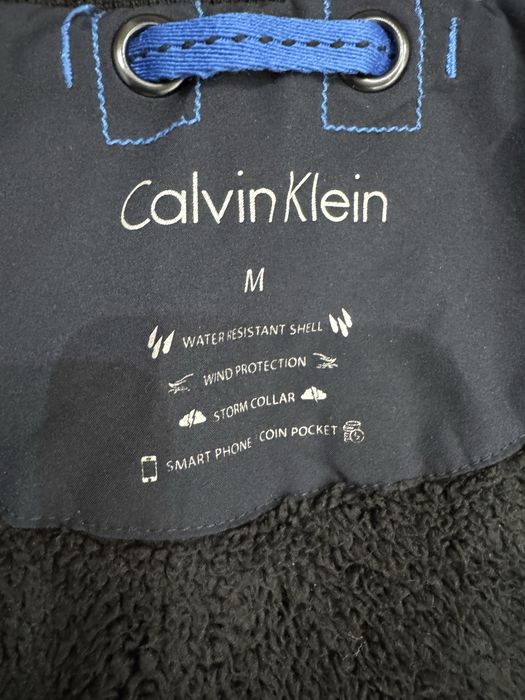 Calvin Klein
M
WATER RESISTANT SHELL
WIND PROTECTION
STORM COLLAR
SMART PHONE COIN POCKET